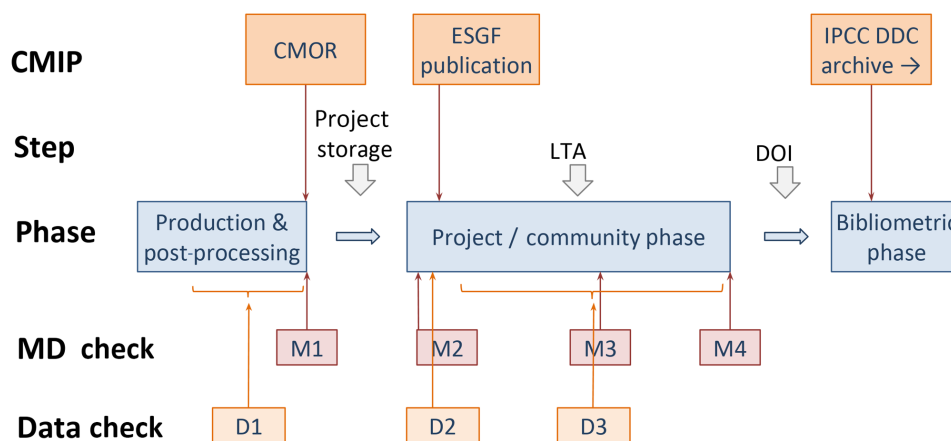 CMIP
CMOR
ESGF
publication
IPCC DDC
archive →
Step
Project
storage
LTA
DOI
Phase
Production &
post-processing
Project / community phase
Bibliometric
phase
MD check
M1
M2
M3
M4
Data check
D1
D2
D3